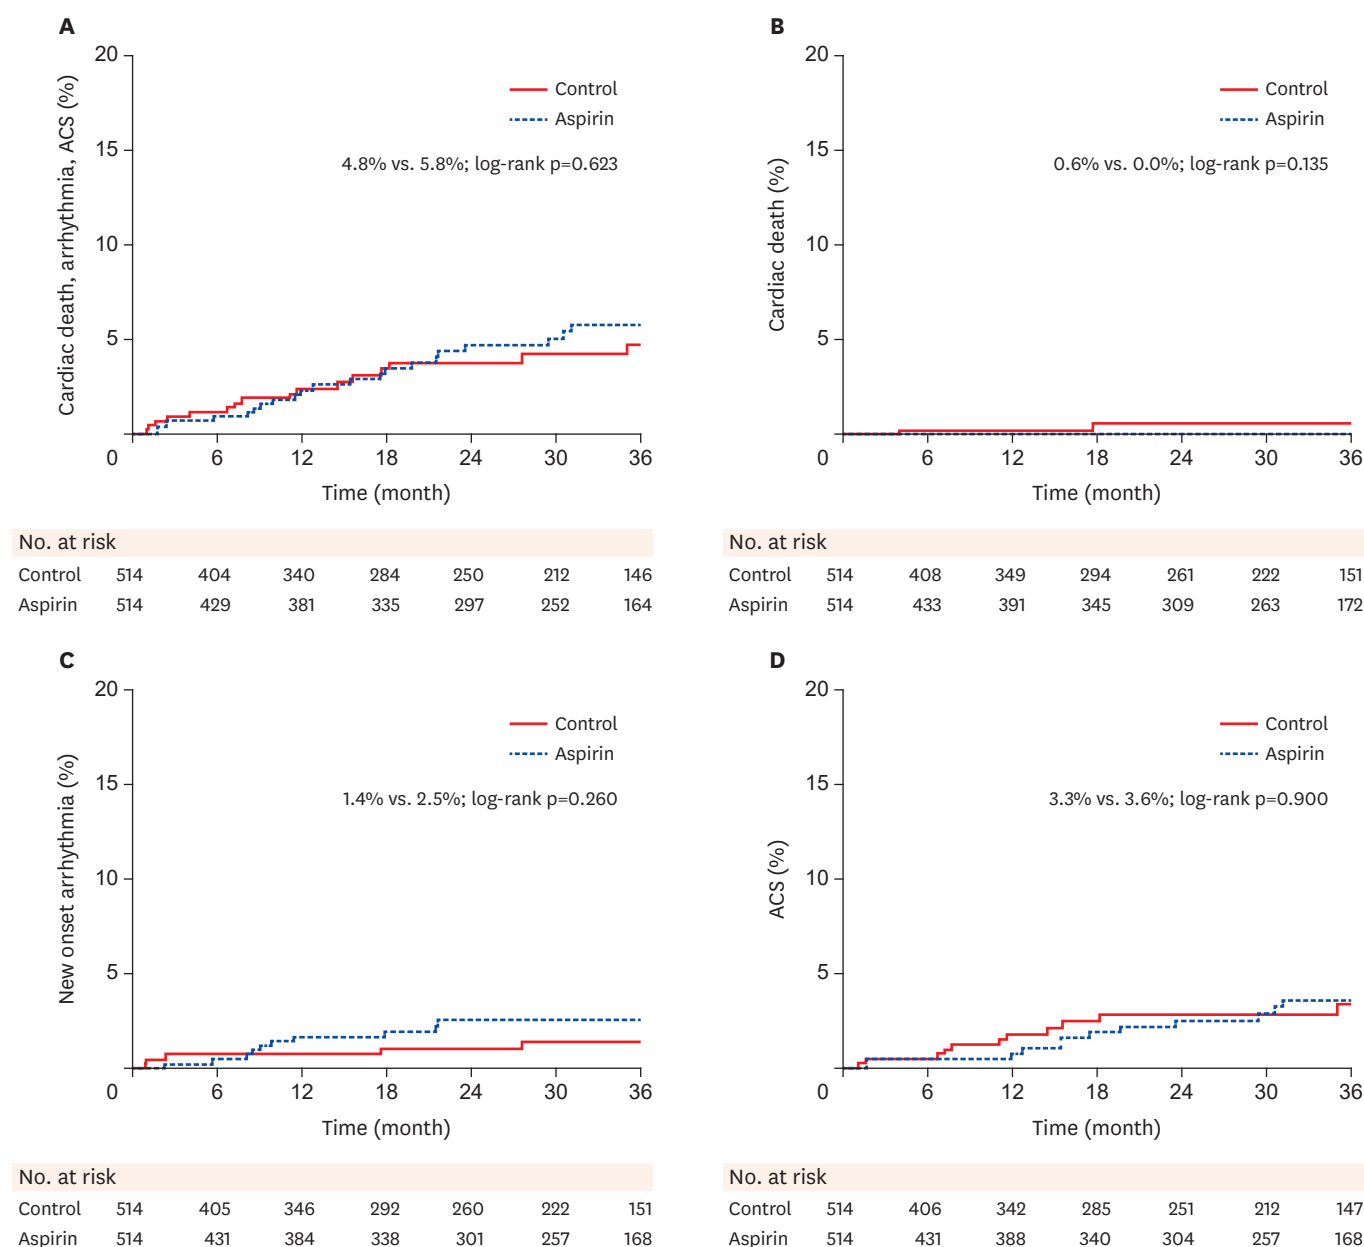 A
Cardiac death, arrhythmia, ACS (%)
20
15
10
5
Control
Aspirin
4.8% vs. 5.8%; log-rank p=0.623
0 6 12 18 24 30 36
Time (month)
No. at risk
Control 514 404 340 284 250 212 146
Aspirin 514 429 381 335 297 252 164
B
Cardiac death (%)
20
15
10
5
Control
Aspirin
0.6% vs. 0.0%; log-rank p=0.135
0 6 12 18 24 30 36
Time (month)
No. at risk
Control 514 408 349 294 261 222 151
Aspirin 514 433 391 345 309 263 172
C
New onset arrhythmia (%)
20
15
10
5
Control
Aspirin
1.4% vs. 2.5%; log-rank p=0.260
0 6 12 18 24 30 36
Time (month)
No. at risk
Control 514 405 346 292 260 222 151
Aspirin 514 431 384 338 301 257 168
D
ACS (%)
20
15
10
5
Control
Aspirin
3.3% vs. 3.6%; log-rank p=0.900
0 6 12 18 24 30 36
Time (month)
No. at risk
Control 514 406 342 285 251 212 147
Aspirin 514 431 388 340 304 257 168